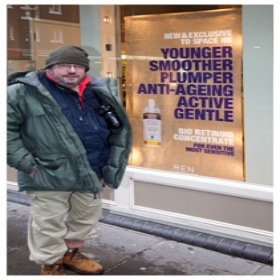 NEW & EXCLUSIVE
TO SPACE NK
YOUNGER
SMOOTHER
PLUMPER
ANTI-AGEING
ACTIVE
GENTLE
BIO RETINOID
CONCENTRATE
FOR EVEN THE
MOST SENSITIVE
REN